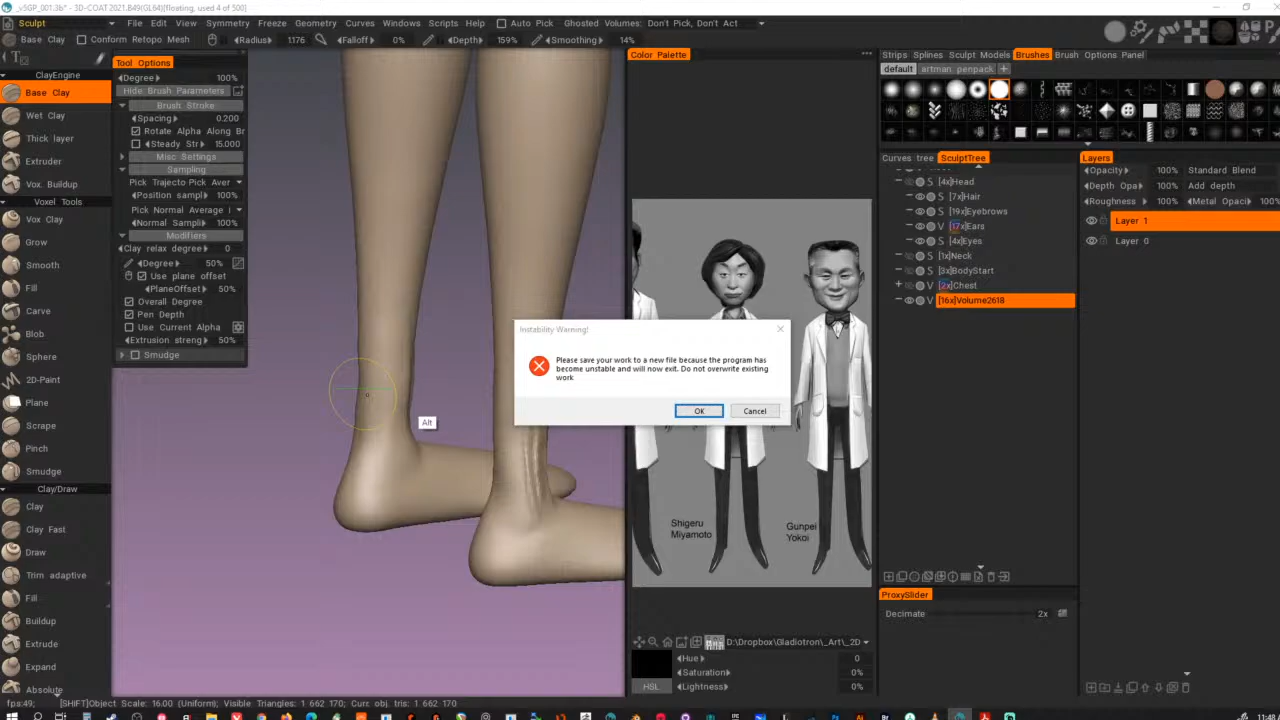 _v5GP_001.3b* - 3D-COAT 2021.B49(GL64)[floating, used 4 of 500]
Sculpt File Edit Windows Symmetry Freeze Geometry Curves Windows Scripts Help Auto Pick Ghosted Volumes: Don't Pick, Don't Act
Base Clay Conform Retopo Mesh Radius 1176 Falloff 0% Depth 159% Smoothing 14%
ClayEngine
Base Clay
Wet Clay
Thick layer
Extruder
Vox. Buildup
Voxel Tools
Vox Clay
Grow
Smooth
Fill
Carve
Blob
Sphere
2D-Paint
Plane
Scrape
Pinch
Smudge
Clay/Draw
Clay
Clay Fast
Draw
Trim adaptive
Fill
Buildup
Extrude
Expand
Absolute
Tool Options
Degree 100%
Hide Brush Parameters
Brush Stroke
Spacing 0.200
Rotate Alpha Along Br
Steady Str 15.000
Misc Settings
Sampling
Pick Trajecto Pick Aver
Position sampl 100%
Pick Normal Average i
Normal Sampli 100%
Modifiers
Clay relax degree 0
Degree 50%
Use plane offset
PlaneOffset 50%
Overall Degree
Pen Depth
Use Current Alpha
Extrusion streng 50%
Smudge
Alt
Instability Warning!
Please save your work to a new file because the program has
become unstable and will now exit. Do not overwrite existing
work
OK Cancel
Color Palette
Shigeru
Miyamoto
Gunpei
Yokoi
D:\Dropbox\Gladiotron\_Art\_2D
Hue 0
Saturation 0%
HSL Lightness 0%
Strips Splines Sculpt Models Brushes Brush Options Panel
default artman penpack +
Curves tree SculptTree
[4x]Head
[7x]Hair
[19x]Eyebrows
[17x]Ears
[4x]Eyes
[1x]Neck
[3x]BodyStart
[2x]Chest
[16x]Volume2618
ProxySlider
Decimate 2x
Layers
Opacity 100% Standard Blend
Depth Opa 100% Add depth
Roughness 100% Metal Opaci 100%
Layer 1
Layer 0
fps:49; [SHIFT]Object Scale: 16.00 (Uniform); Visible Triangles: 1 662 170; Curr. obj. tris: 1 662 170